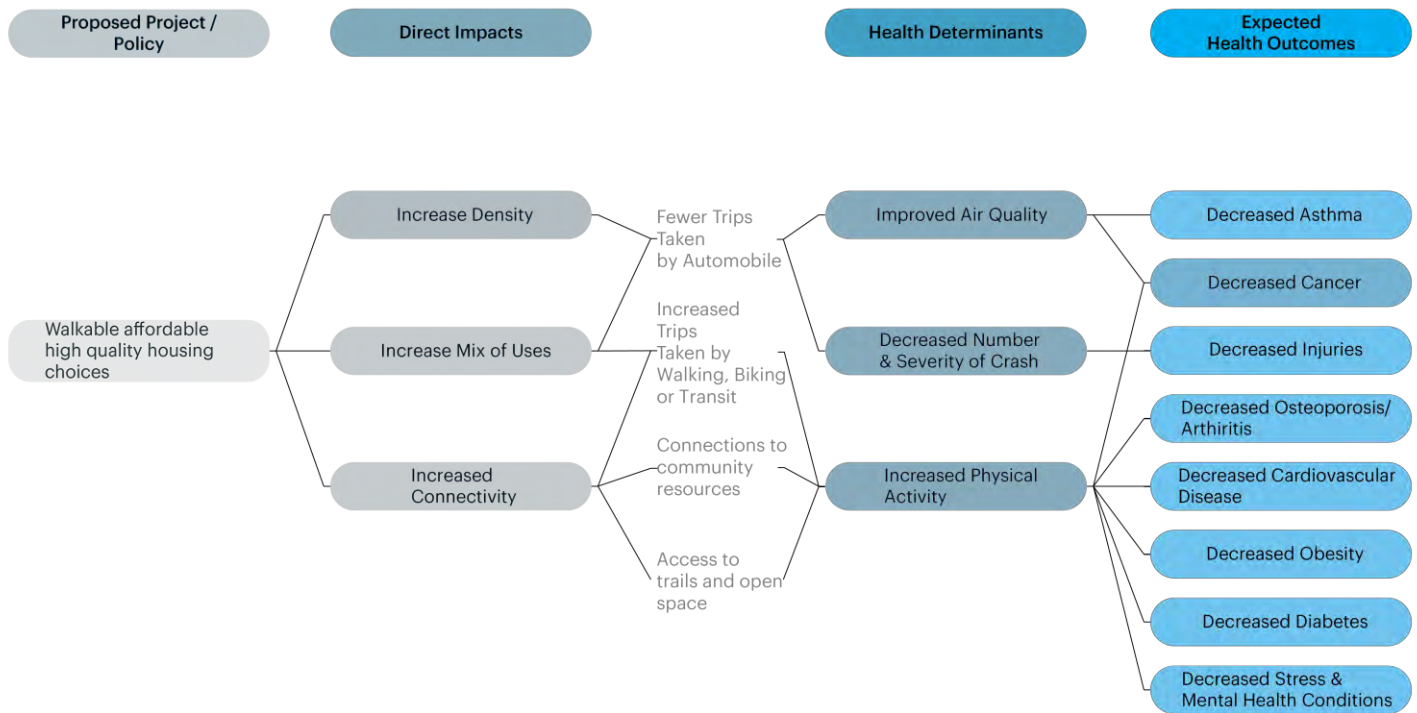 Proposed Project /
Policy
Direct Impacts
Health Determinants
Expected
Health Outcomes
Walkable affordable
high quality housing
choices
Increase Density
Increase Mix of Uses
Increased
Connectivity
Fewer Trips
Taken
by Automobile
Increased
Trips
Taken by
Walking, Biking
or Transit
Connections to
community
resources
Access to
trails and open
space
Improved Air Quality
Decreased Number
& Severity of Crash
Increased Physical
Activity
Decreased Asthma
Decreased Cancer
Decreased Injuries
Decreased Osteoporosis/
Arthiritis
Decreased Cardiovascular
Disease
Decreased Obesity
Decreased Diabetes
Decreased Stress &
Mental Health Conditions